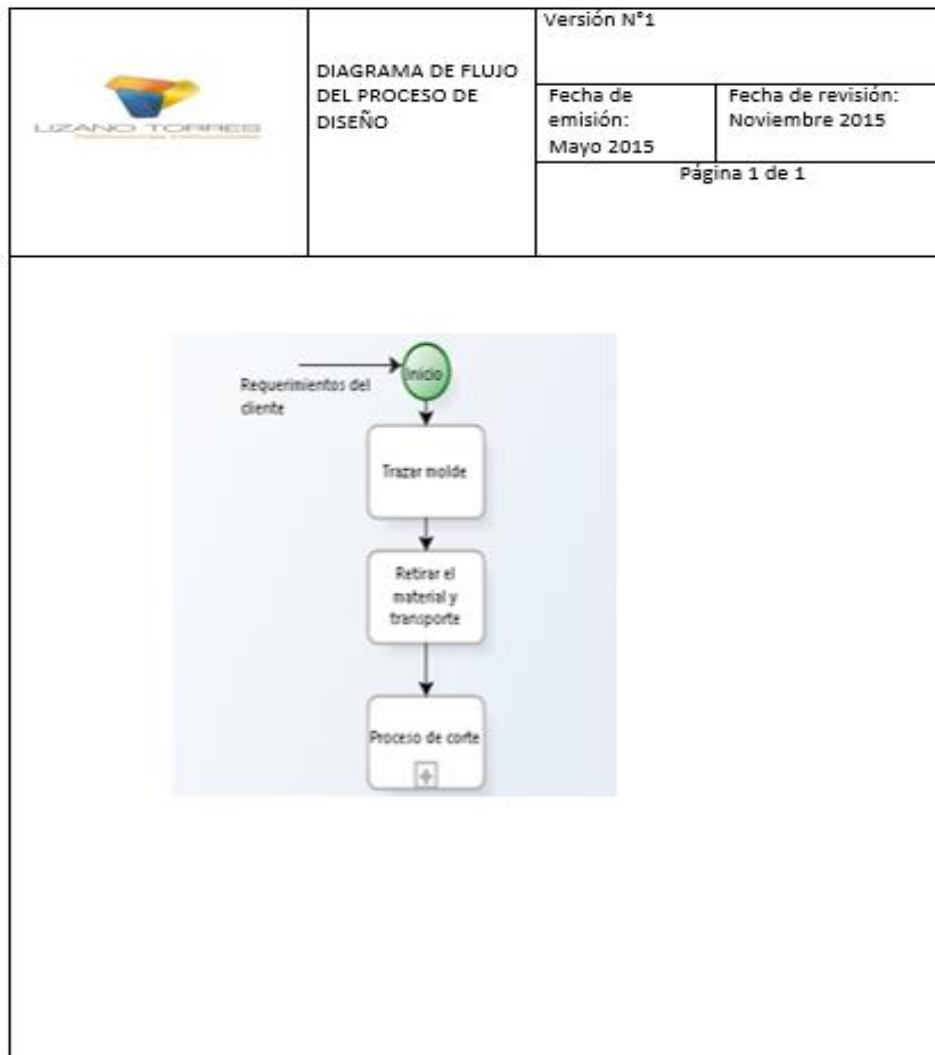 LIZANO TORRES
DIAGRAMA DE FLUJO
DEL PROCESO DE
DISEÑO
Versión N°1
Fecha de
emisión:
Mayo 2015
Fecha de revisión:
Noviembre 2015
Página 1 de 1
Requerimientos del
cliente
Inicio
Trazar molde
Retirar el
material y
transporte
Proceso de corte